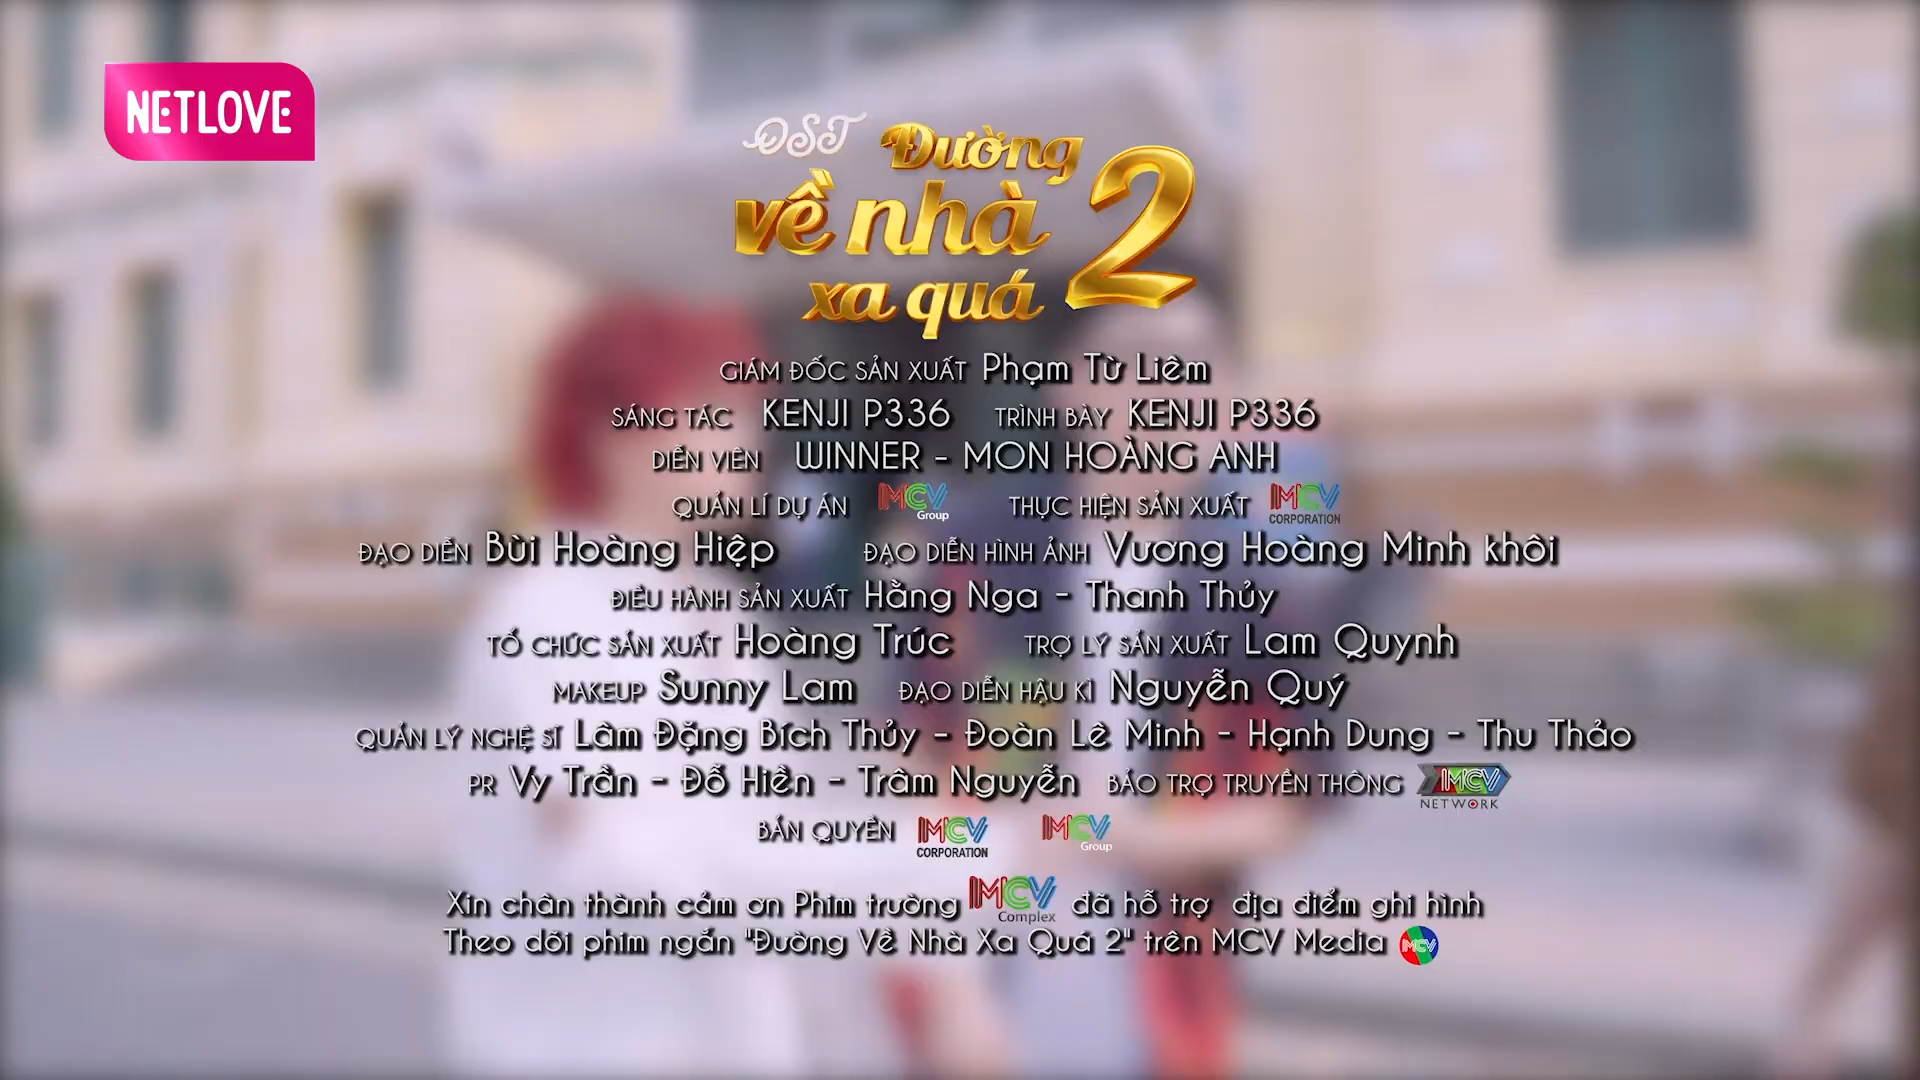 NETLOVE
OST Đường
về nhà 2
xa quá
GIÁM ĐỐC SẢN XUẤT Phạm Từ Liêm
SÁNG TÁC KENJI P336 TRÌNH BÀY KENJI P336
DIỄN VIÊN WINNER - MON HOÀNG ANH
QUẢN LÍ DỰ ÁN MCV Group THỰC HIỆN SẢN XUẤT MCV CORPORATION
ĐẠO DIỄN Bùi Hoàng Hiệp ĐẠO DIỄN HÌNH ẢNH Vương Hoàng Minh khôi
ĐIỀU HÀNH SẢN XUẤT Hằng Nga - Thanh Thủy
TỔ CHỨC SẢN XUẤT Hoàng Trúc TRỢ LÝ SẢN XUẤT Lam Quynh
MAKEUP Sunny Lam ĐẠO DIỄN HẬU KÌ Nguyễn Quý
QUẢN LÝ NGHỆ SĨ Lâm Đặng Bích Thủy - Đoàn Lê Minh - Hạnh Dung - Thu Thảo
PR Vy Trần - Đỗ Hiền - Trâm Nguyễn BẢO TRỢ TRUYỀN THÔNG MCV NETWORK
BẢN QUYỀN MCV CORPORATION MCV Group
Xin chân thành cảm ơn Phim trường MCV Complex đã hỗ trợ địa điểm ghi hình
Theo dõi phim ngắn "Đường Về Nhà Xa Quá 2" trên MCV Media MCV